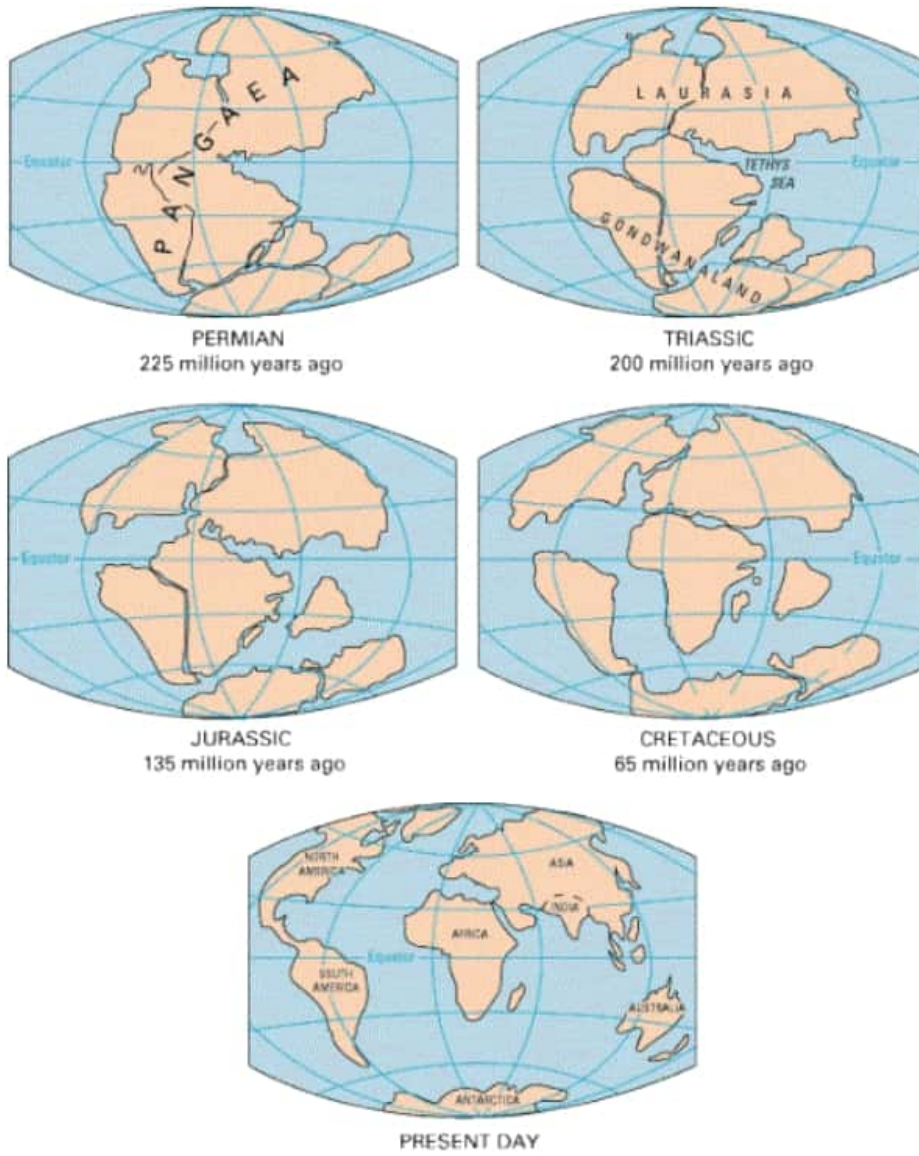 PANGAEA
Equator
PERMIAN
225 million years ago
LAURASIA
TETHYS
SEA
Equator
GONDWANALAND
TRIASSIC
200 million years ago
Equator
JURASSIC
135 million years ago
Equator
CRETACEOUS
65 million years ago
NORTH
AMERICA
ASIA
INDIA
AFRICA
Equator
SOUTH
AMERICA
AUSTRALIA
ANTARCTICA
PRESENT DAY